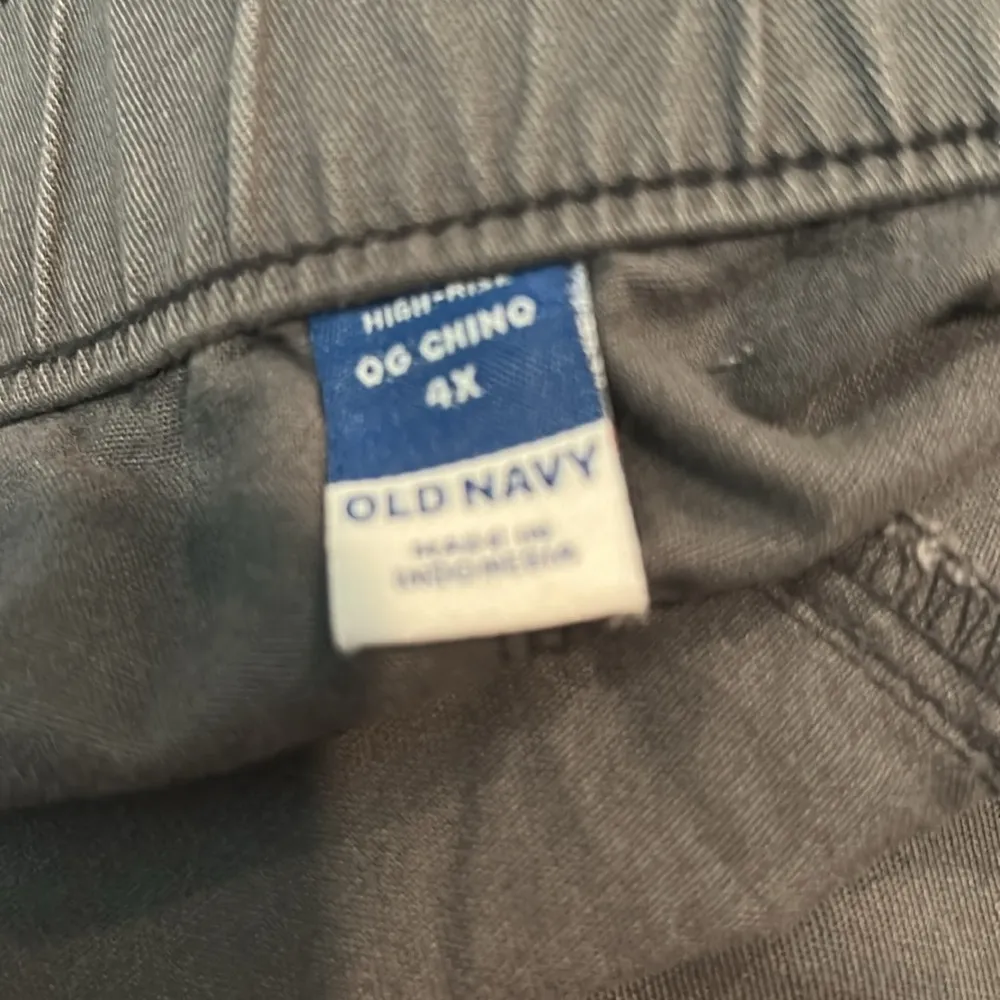 HIGH-RISE
OG CHINO
4X
OLD NAVY
MADE IN
INDONESIA